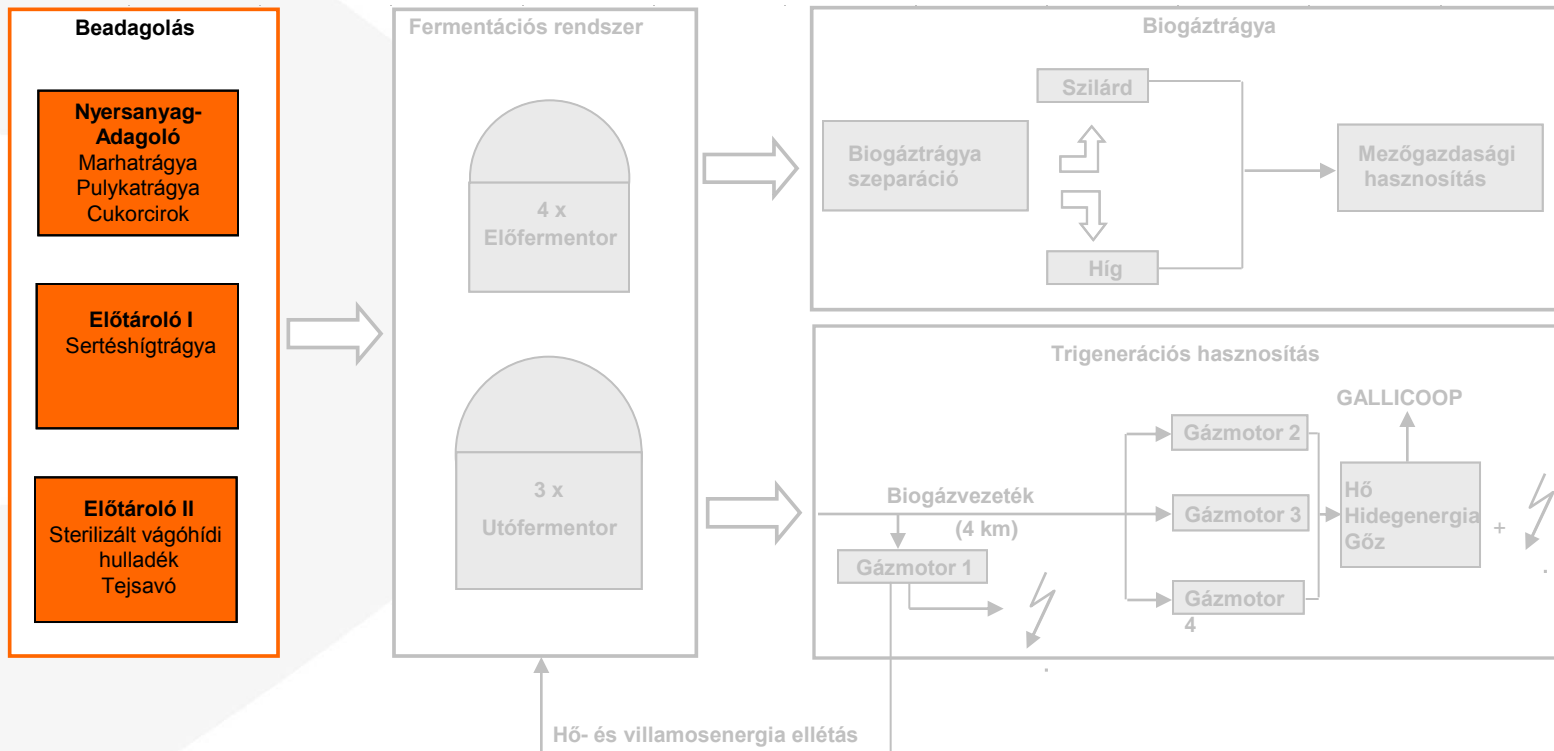 Beadagolás
Nyersanyag-
Adagoló
Marhatrágya
Pulykatrágya
Cukorcirok
Előtároló I
Sertéshígtrágya
Előtároló II
Sterilizált vágóhídi
hulladék
Tejsavó
Fermentációs rendszer
4 x
Előfermentor
3 x
Utófermentor
Biogáztrágya
Biogáztrágya
szeparáció
Szilárd
Híg
Mezőgazdasági
hasznosítás
Trigenerációs hasznosítás
Biogázvezeték
(4 km)
Gázmotor 1
.
Gázmotor 2
Gázmotor 3
Gázmotor
4
GALLICOOP
Hő
Hidegenergia
Gőz
+
.
Hő- és villamosenergia ellétás